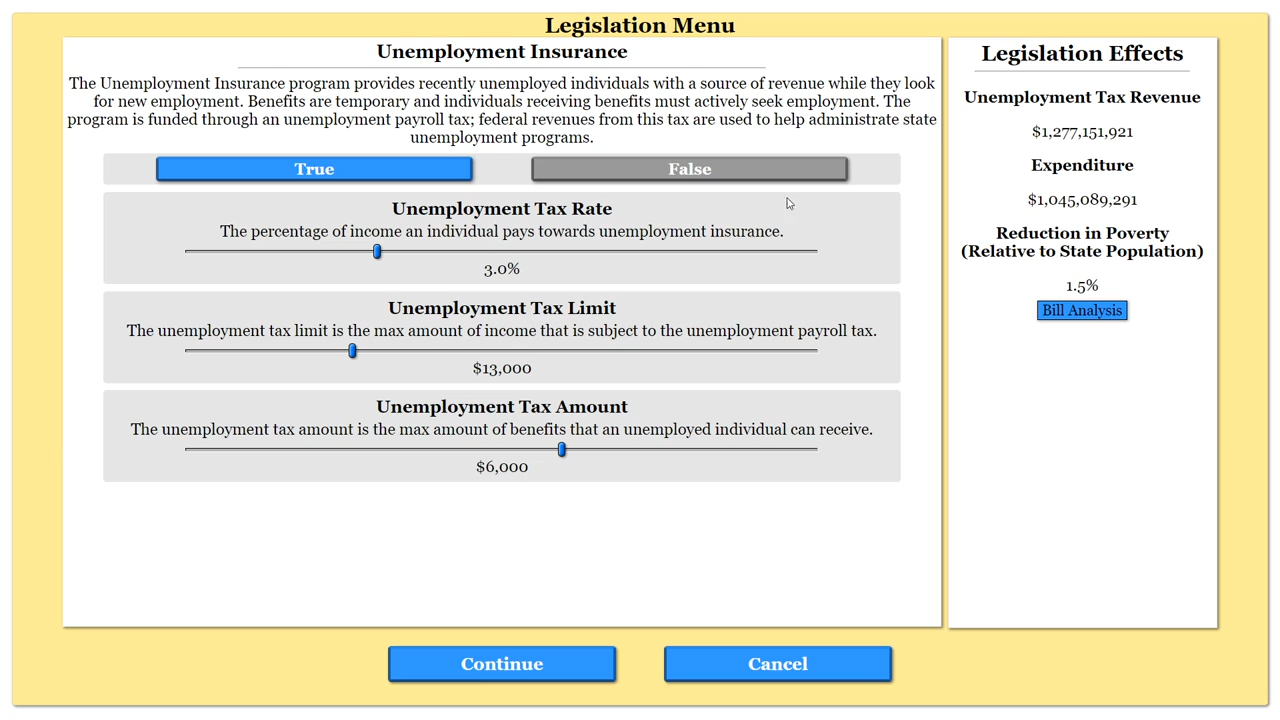 Legislation Menu
Unemployment Insurance
The Unemployment Insurance program provides recently unemployed individuals with a source of revenue while they look
for new employment. Benefits are temporary and individuals receiving benefits must actively seek employment. The
program is funded through an unemployment payroll tax; federal revenues from this tax are used to help administrate state
unemployment programs.
True
False
Unemployment Tax Rate
The percentage of income an individual pays towards unemployment insurance.
3.0%
Unemployment Tax Limit
The unemployment tax limit is the max amount of income that is subject to the unemployment payroll tax.
$13,000
Unemployment Tax Amount
The unemployment tax amount is the max amount of benefits that an unemployed individual can receive.
$6,000
Legislation Effects
Unemployment Tax Revenue
$1,277,151,921
Expenditure
$1,045,089,291
Reduction in Poverty
(Relative to State Population)
1.5%
Bill Analysis
Continue
Cancel